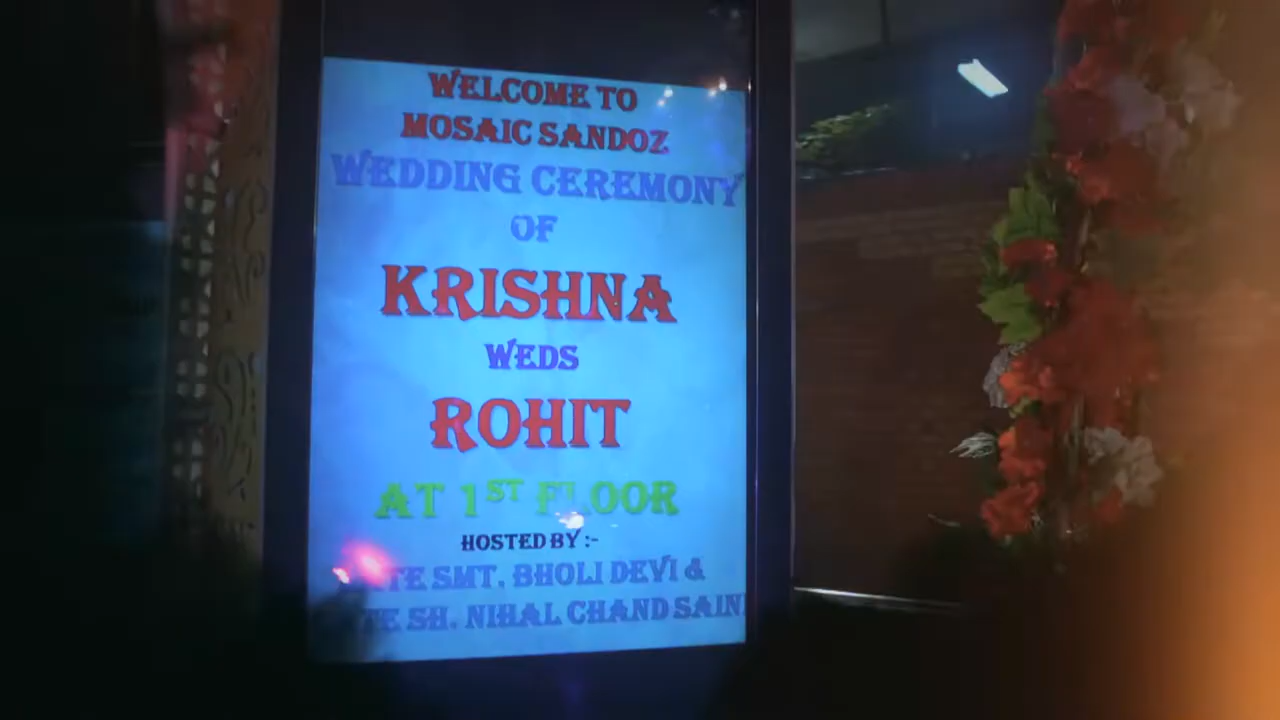 WELCOME TO
MOSAIC SANDOZ
WEDDING CEREMONY
OF
KRISHNA
WEDS
ROHIT
AT 1ST FLOOR
HOSTED BY :-
SMT. BHOLI DEVI &
SH. NIHAL CHAND